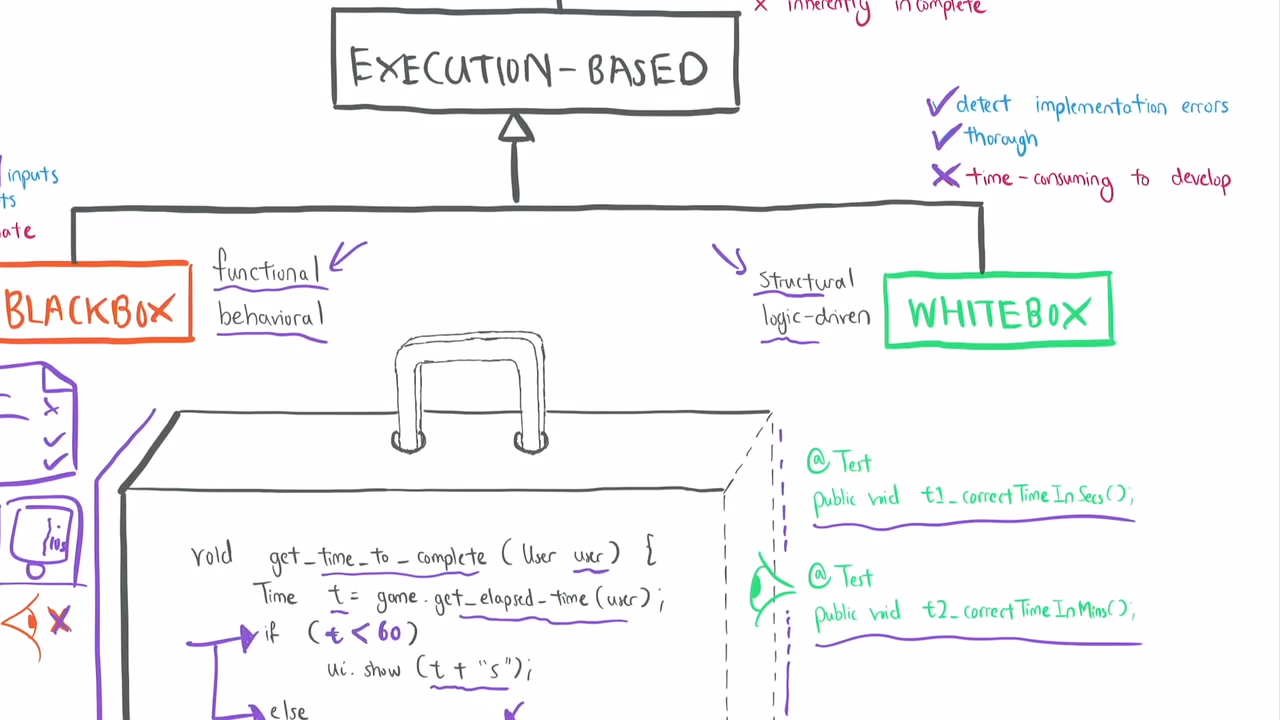 × inherently incomplete
EXECUTION-BASED
detect implementation errors
thorough
time-consuming to develop
inputs
ts
ate
BLACKBOX
functional
behavioral
structural
logic-driven
WHITEBOX
@Test
public void t1_correctTimeInSecs();
@Test
public void t2_correctTimeInMins();
void get_time_to_complete (User user) {
Time t = game.get_elapsed_time(user);
if (t < 60)
ui.show (t + "s");
else